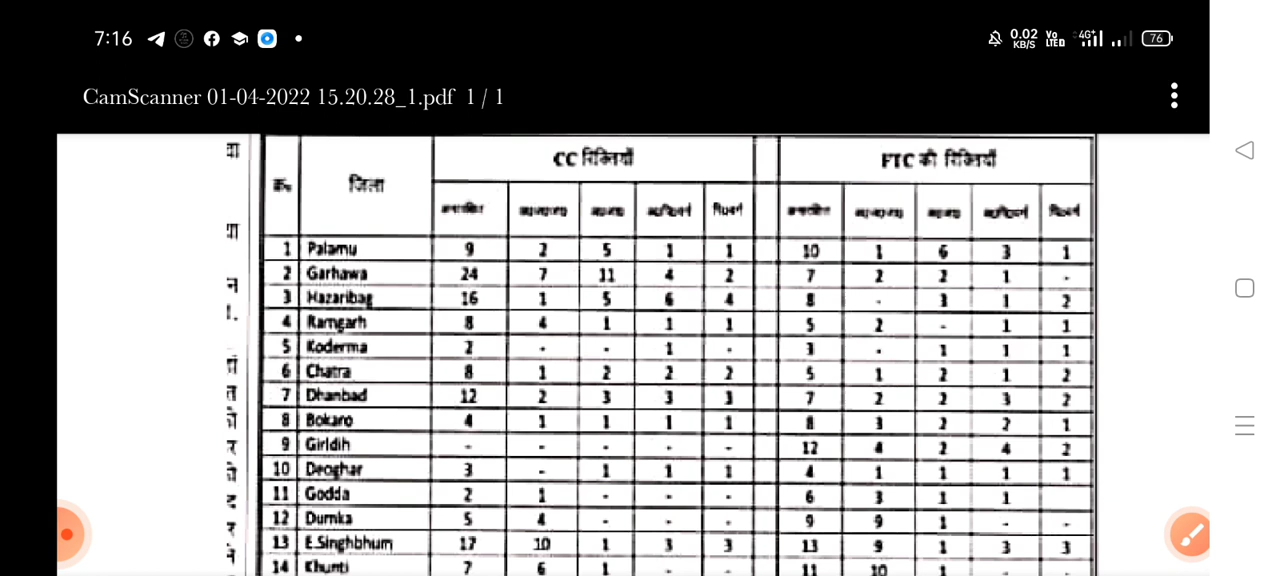 7:16 0.02 KB/S Vo LTED 4G+ 76
CamScanner 01-04-2022 15.20.28_1.pdf 1 / 1
क्र० जिला CC रिक्तियाँ FTC की रिक्तियाँ
1 Palamu 9 2 5 1 1 10 1 6 3 1
2 Garhawa 24 7 11 4 2 7 2 2 1 -
3 Hazaribag 16 1 5 6 4 8 - 3 1 2
4 Ramgarh 8 4 1 1 1 5 2 - 1 1
5 Koderma 2 - - 1 - 3 - 1 1 1
6 Chatra 8 1 2 2 2 5 1 2 1 2
7 Dhanbad 12 2 3 3 3 7 2 2 3 2
8 Bokaro 4 1 1 1 1 8 3 2 2 1
9 Giridih - - - - - 12 4 2 4 2
10 Deoghar 3 - 1 1 1 4 1 1 1 1
11 Godda 2 1 - - - 6 3 1 1
12 Dumka 5 4 - - - 9 9 1 - -
13 E.Singhbhum 17 10 1 3 3 13 9 1 3 3
14 Khunti 7 6 1 - - 11 10 1 - -